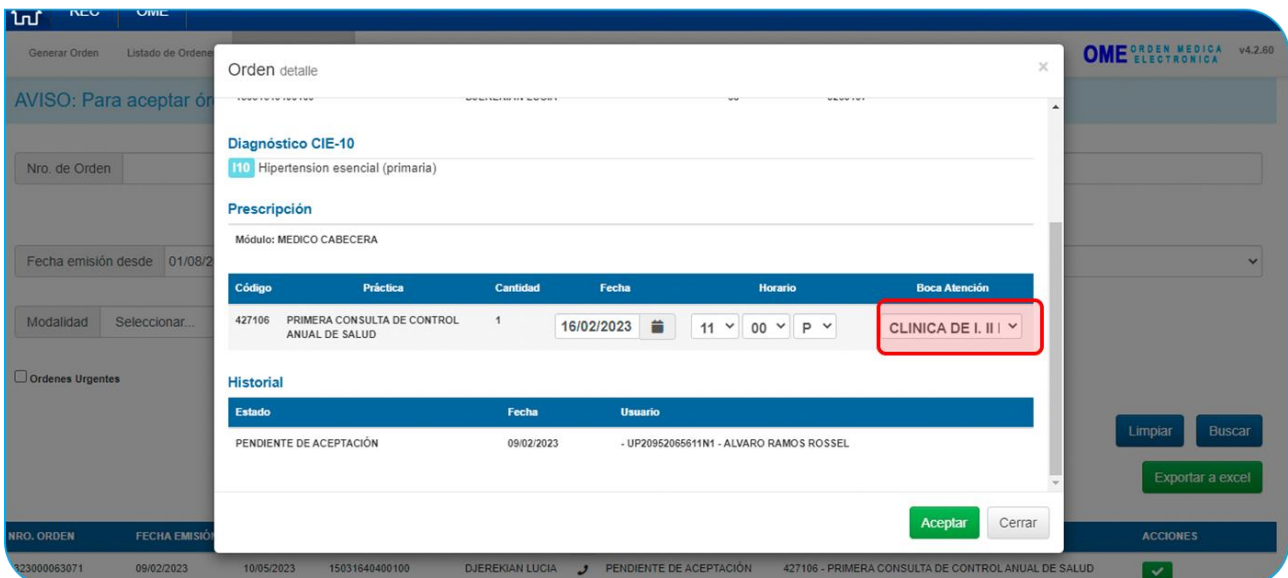 REC OME
Generar Orden Listado de Ordene
OME ORDEN MEDICA ELECTRONICA v4.2.60
AVISO: Para aceptar ór
Orden detalle ×
DJEREKIAN LUCIA
Diagnóstico CIE-10
I10 Hipertension esencial (primaria)
Nro. de Orden
Prescripción
Módulo: MEDICO CABECERA
Fecha emisión desde 01/08/2
Código Práctica Cantidad Fecha Horario Boca Atención
427106 PRIMERA CONSULTA DE CONTROL ANUAL DE SALUD 1 16/02/2023 11 00 P CLINICA DE I. II
Modalidad Seleccionar...
Ordenes Urgentes
Historial
Estado Fecha Usuario
PENDIENTE DE ACEPTACIÓN 09/02/2023 - UP20952065611N1 - ALVARO RAMOS ROSSEL
Limpiar Buscar
Exportar a excel
Aceptar Cerrar
NRO. ORDEN FECHA EMISIÓN ACCIONES
323000063071 09/02/2023 10/05/2023 15031640400100 DJEREKIAN LUCIA PENDIENTE DE ACEPTACIÓN 427106 - PRIMERA CONSULTA DE CONTROL ANUAL DE SALUD